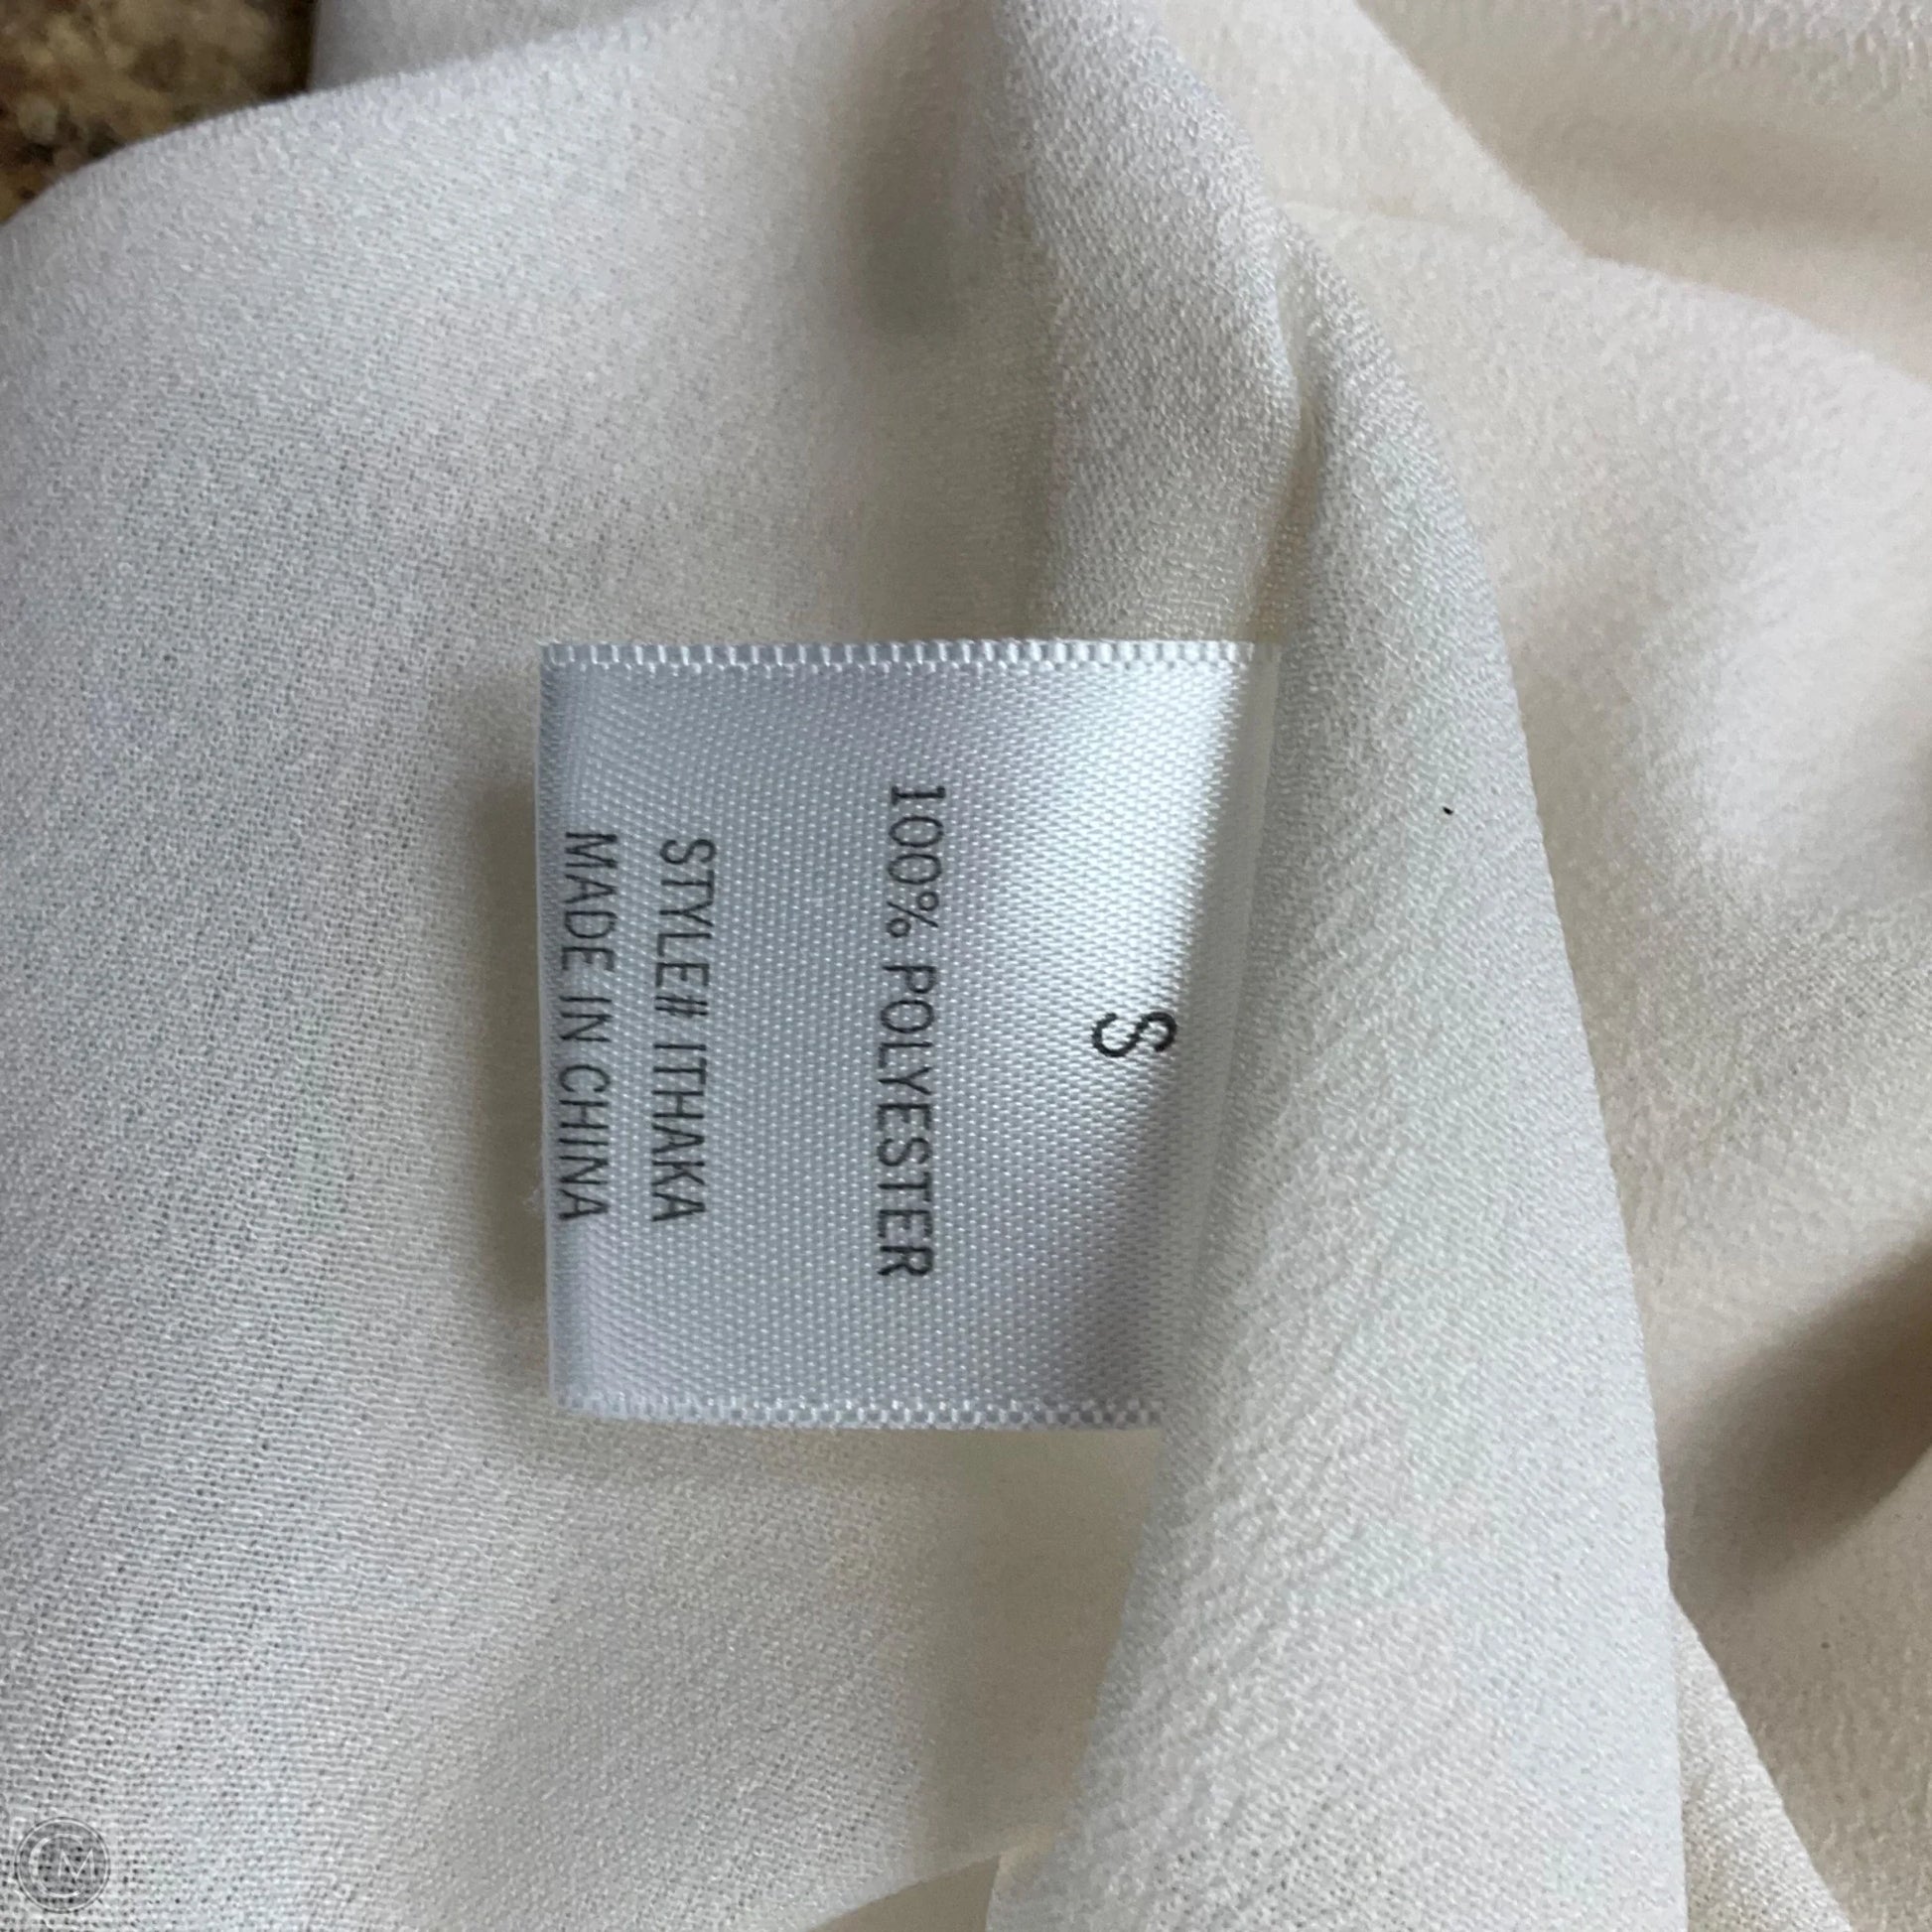 S
100% POLYESTER
STYLE# ITHAKA
MADE IN CHINA